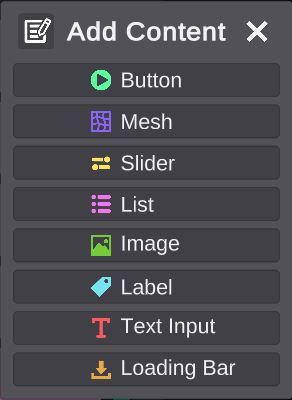 Add Content
Button
Mesh
Slider
List
Image
Label
Text Input
Loading Bar